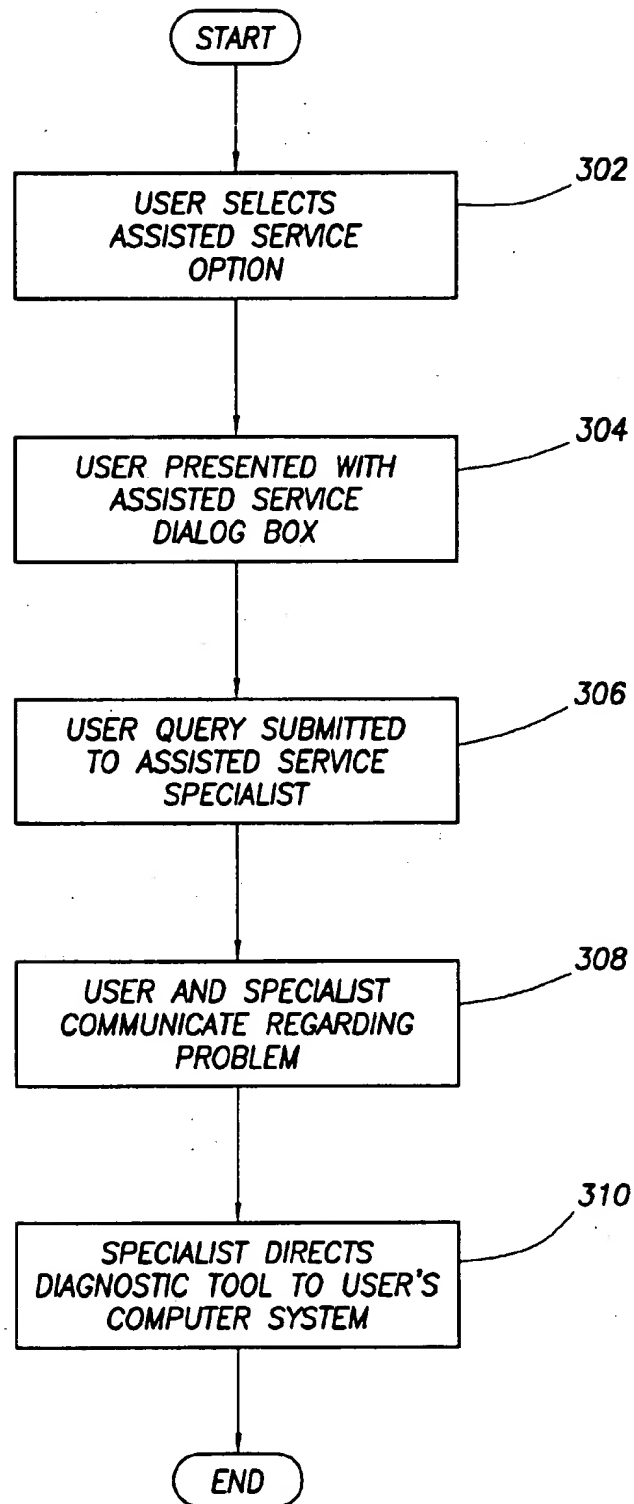 START
302
USER SELECTS
ASSISTED SERVICE
OPTION
304
USER PRESENTED WITH
ASSISTED SERVICE
DIALOG BOX
306
USER QUERY SUBMITTED
TO ASSISTED SERVICE
SPECIALIST
308
USER AND SPECIALIST
COMMUNICATE REGARDING
PROBLEM
310
SPECIALIST DIRECTS
DIAGNOSTIC TOOL TO USER'S
COMPUTER SYSTEM
END